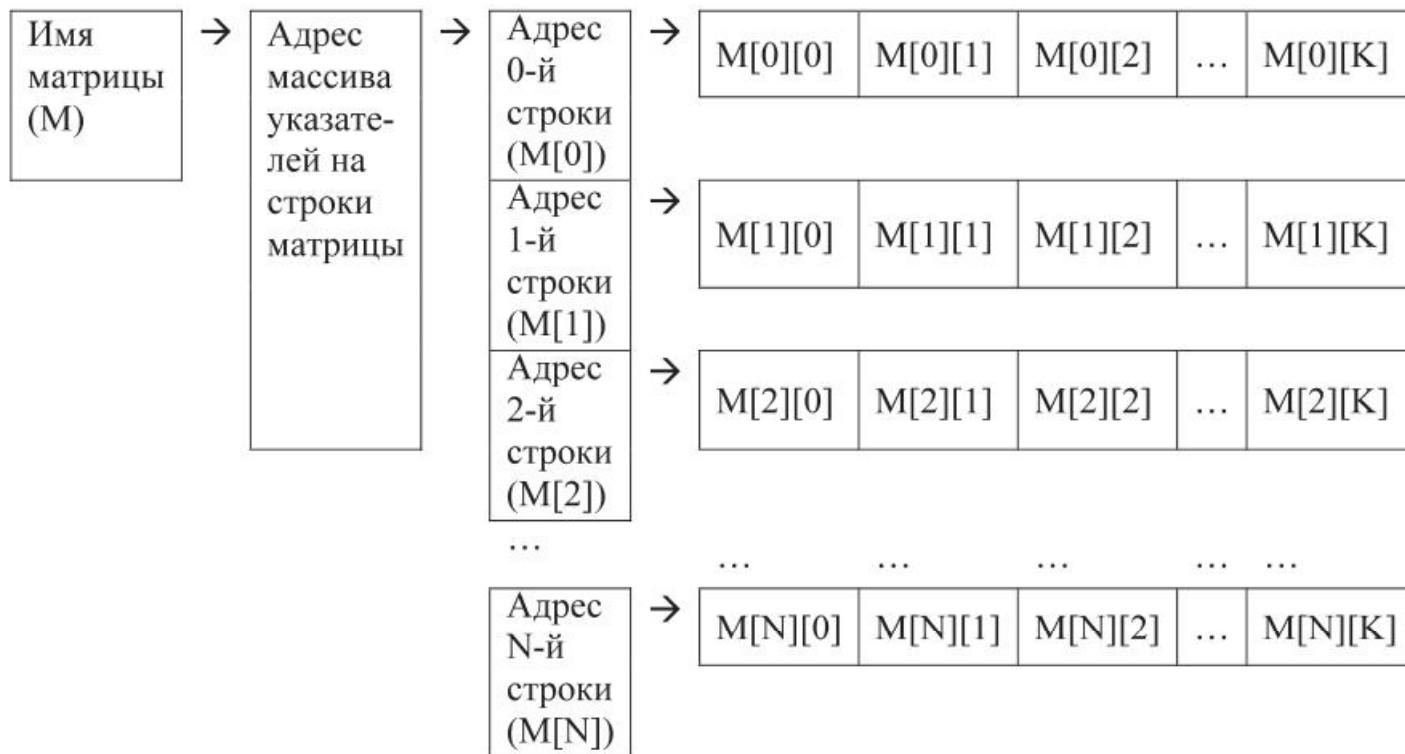 Имя
матрицы
(M)
→
Адрес
массива
указате-
лей на
строки
матрицы
→
Адрес
0-й
строки
(M[0])
→
M[0][0] M[0][1] M[0][2] … M[0][K]
Адрес
1-й
строки
(M[1])
→
M[1][0] M[1][1] M[1][2] … M[1][K]
Адрес
2-й
строки
(M[2])
→
M[2][0] M[2][1] M[2][2] … M[2][K]
…
… … … … …
Адрес
N-й
строки
(M[N])
→
M[N][0] M[N][1] M[N][2] … M[N][K]